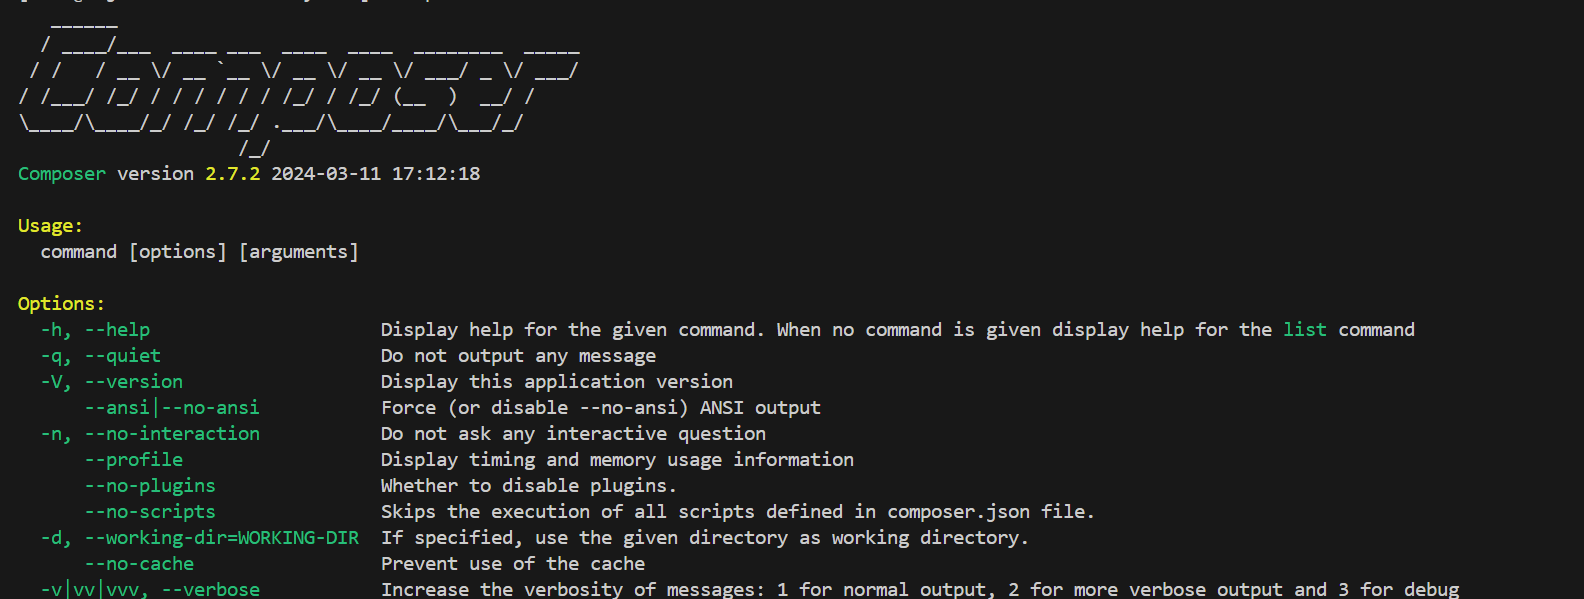 ______
  / ____/___  ____ ___  ____  ____  ________  _____
 / /   / __ \/ __ `__ \/ __ \/ __ \/ ___/ _ \/ ___/
/ /___/ /_/ / / / / / / /_/ / /_/ (__  )  __/ /
\____/\____/_/ /_/ /_/ .___/\____/____/\___/_/
                    /_/
Composer version 2.7.2 2024-03-11 17:12:18
Usage:
command [options] [arguments]
Options:
-h, --help Display help for the given command. When no command is given display help for the list command
-q, --quiet Do not output any message
-V, --version Display this application version
--ansi|--no-ansi Force (or disable --no-ansi) ANSI output
-n, --no-interaction Do not ask any interactive question
--profile Display timing and memory usage information
--no-plugins Whether to disable plugins.
--no-scripts Skips the execution of all scripts defined in composer.json file.
-d, --working-dir=WORKING-DIR If specified, use the given directory as working directory.
--no-cache Prevent use of the cache
-v|vv|vvv, --verbose Increase the verbosity of messages: 1 for normal output, 2 for more verbose output and 3 for debug